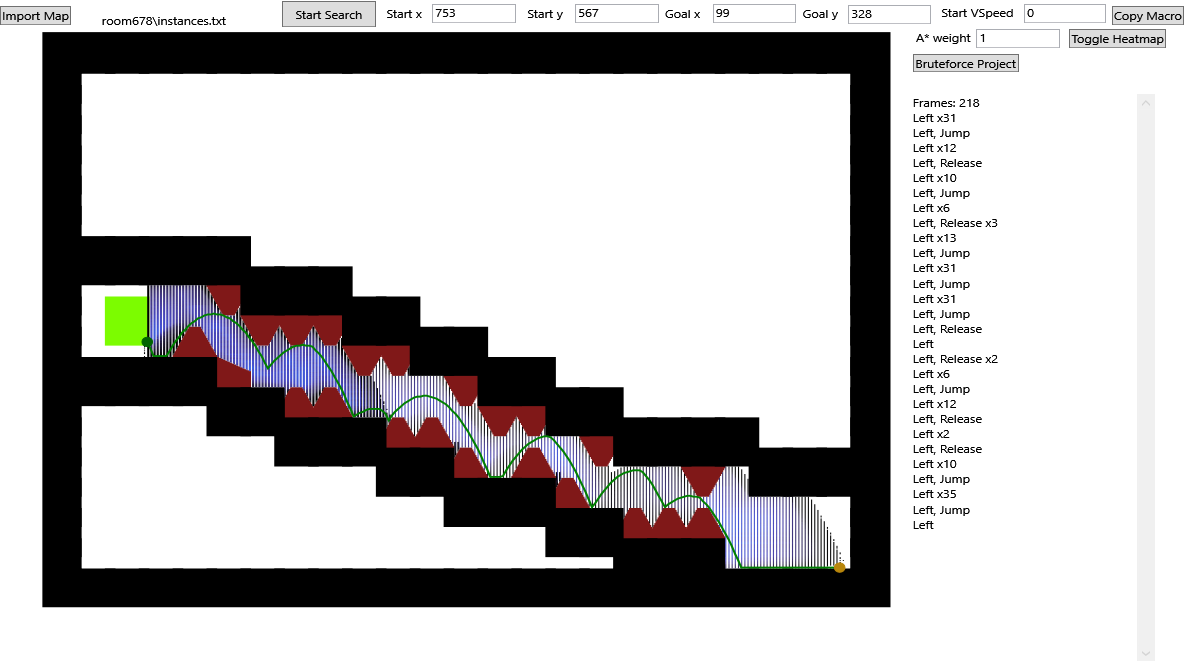 Import Map
room678\instances.txt
Start Search
Start x 753
Start y 567
Goal x 99
Goal y 328
Start VSpeed 0
Copy Macro
A* weight 1
Toggle Heatmap
Bruteforce Project
Frames: 218
Left x31
Left, Jump
Left x12
Left, Release
Left x10
Left, Jump
Left x6
Left, Release x3
Left x13
Left, Jump
Left x31
Left, Jump
Left x31
Left, Jump
Left, Release
Left
Left, Release x2
Left x6
Left, Jump
Left x12
Left, Release
Left x2
Left, Release
Left x10
Left, Jump
Left x35
Left, Jump
Left